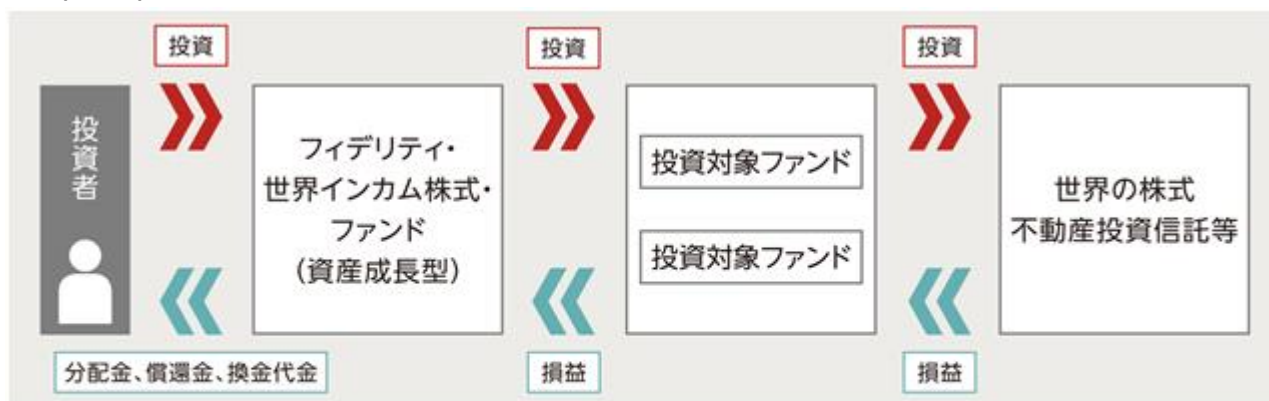 投資
投資
投資
投資者
フィデリティ・
世界インカム株式・
ファンド
（資産成長型）
投資対象ファンド
投資対象ファンド
世界の株式
不動産投資信託等
分配金、償還金、換金代金
損益
損益